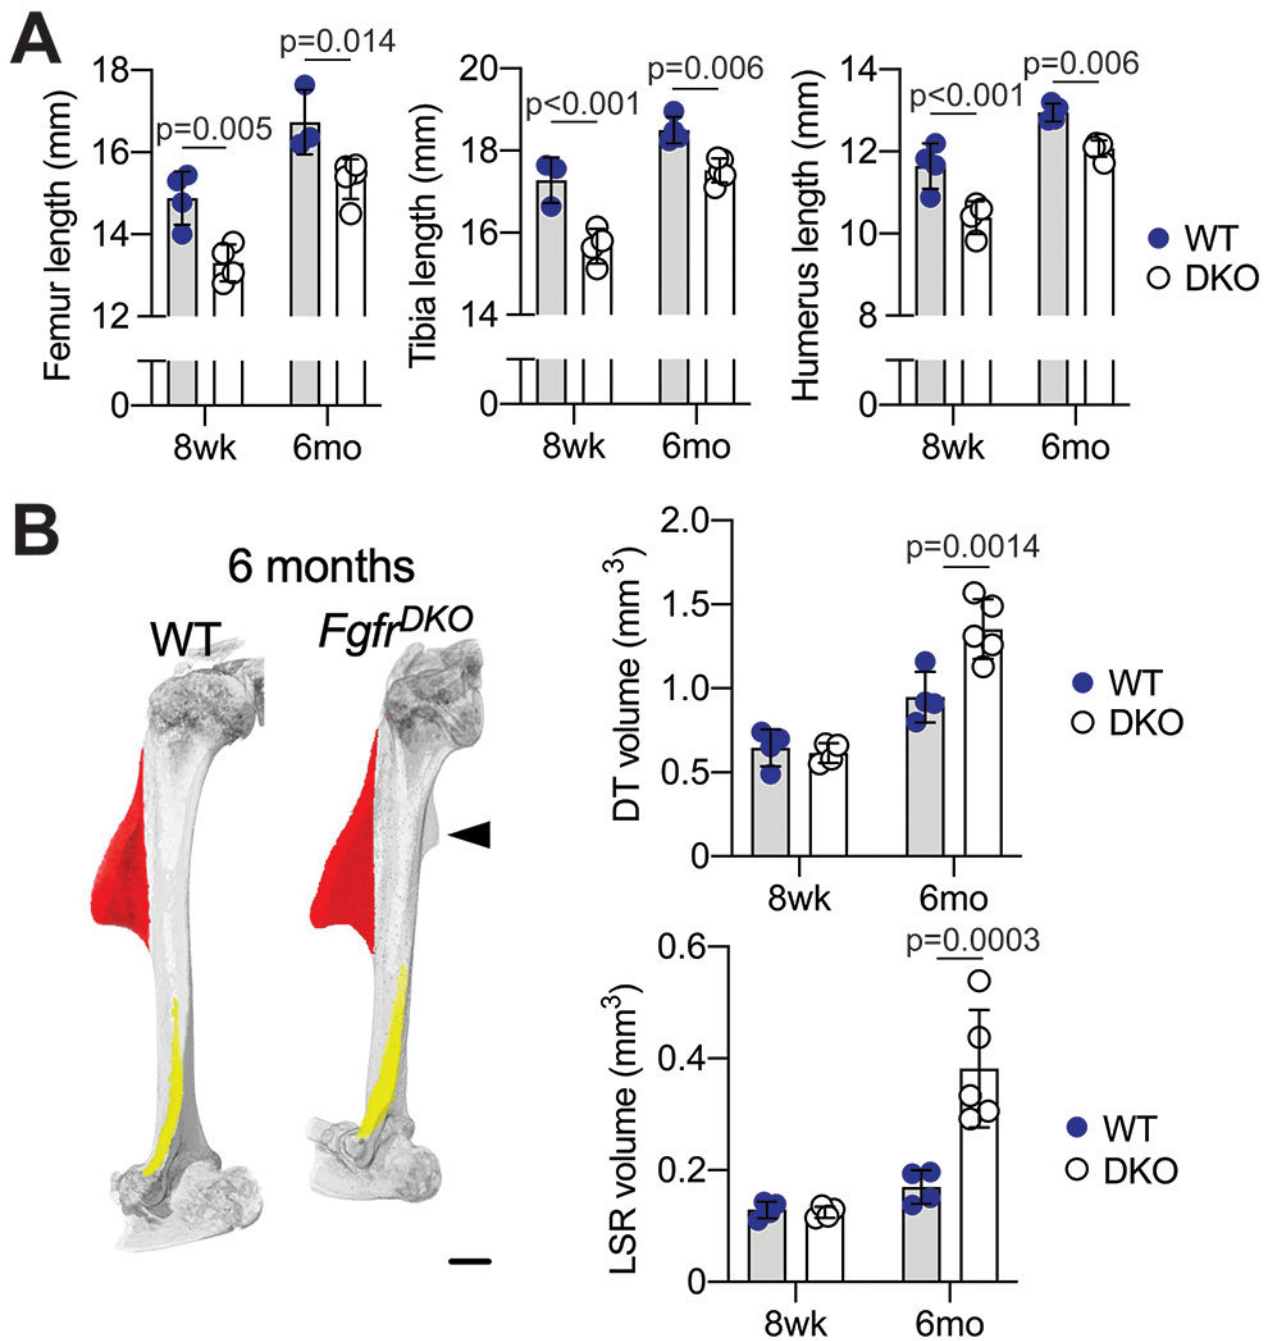 A
Femur length (mm)
18
16
14
12
0
p=0.005
p=0.014
8wk
6mo
Tibia length (mm)
20
18
16
14
0
p<0.001
p=0.006
8wk
6mo
Humerus length (mm)
14
12
10
8
0
p<0.001
p=0.006
8wk
6mo
WT
DKO
B
6 months
WT
Fgfr^DKO
DT volume (mm³)
2.0
1.5
1.0
0.5
0
p=0.0014
8wk
6mo
WT
DKO
LSR volume (mm³)
0.6
0.4
0.2
0
p=0.0003
8wk
6mo
WT
DKO